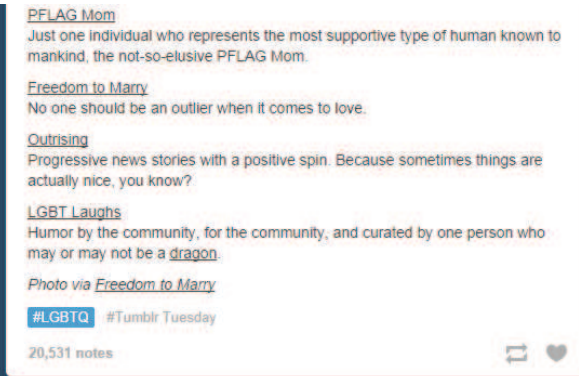 PFLAG Mom
Just one individual who represents the most supportive type of human known to
mankind, the not-so-elusive PFLAG Mom.
Freedom to Marry
No one should be an outlier when it comes to love.
Outrising
Progressive news stories with a positive spin. Because sometimes things are
actually nice, you know?
LGBT Laughs
Humor by the community, for the community, and curated by one person who
may or may not be a dragon.
Photo via Freedom to Marry
#LGBTQ #Tumblr Tuesday
20,531 notes